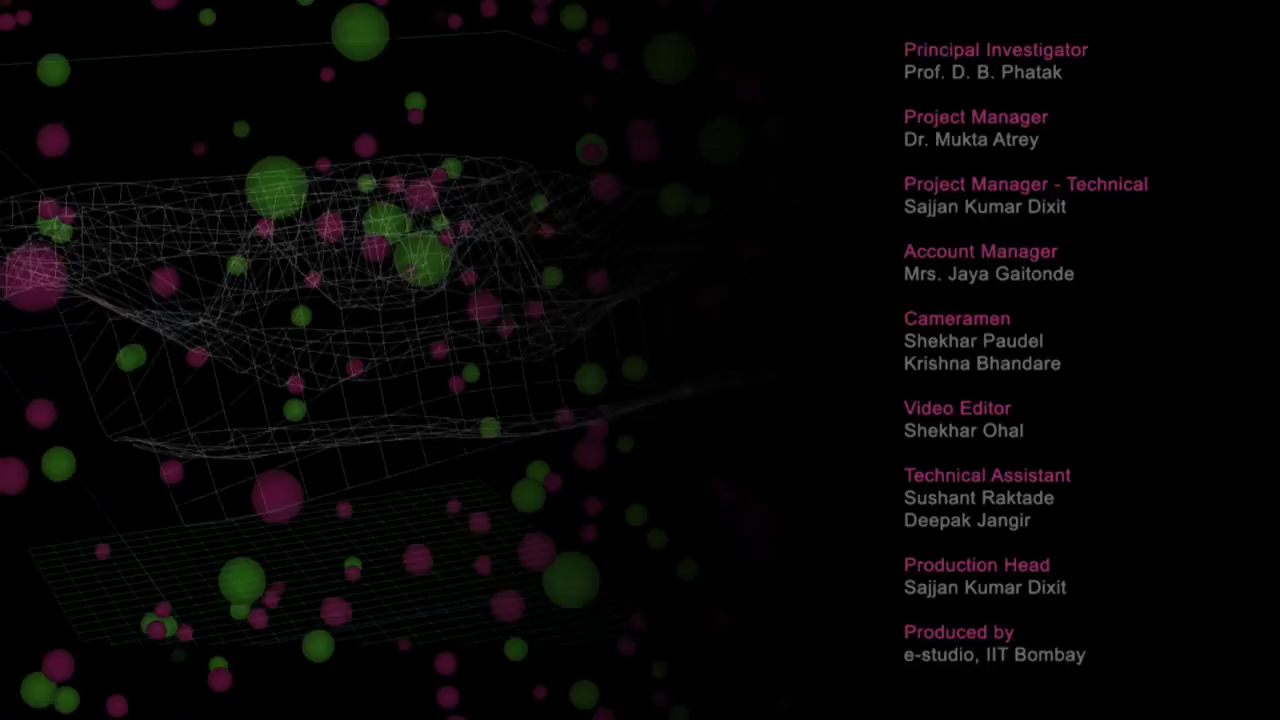 Principal Investigator
Prof. D. B. Phatak
Project Manager
Dr. Mukta Atrey
Project Manager - Technical
Sajjan Kumar Dixit
Account Manager
Mrs. Jaya Gaitonde
Cameramen
Shekhar Paudel
Krishna Bhandare
Video Editor
Shekhar Ohal
Technical Assistant
Sushant Raktade
Deepak Jangir
Production Head
Sajjan Kumar Dixit
Produced by
e-studio, IIT Bombay